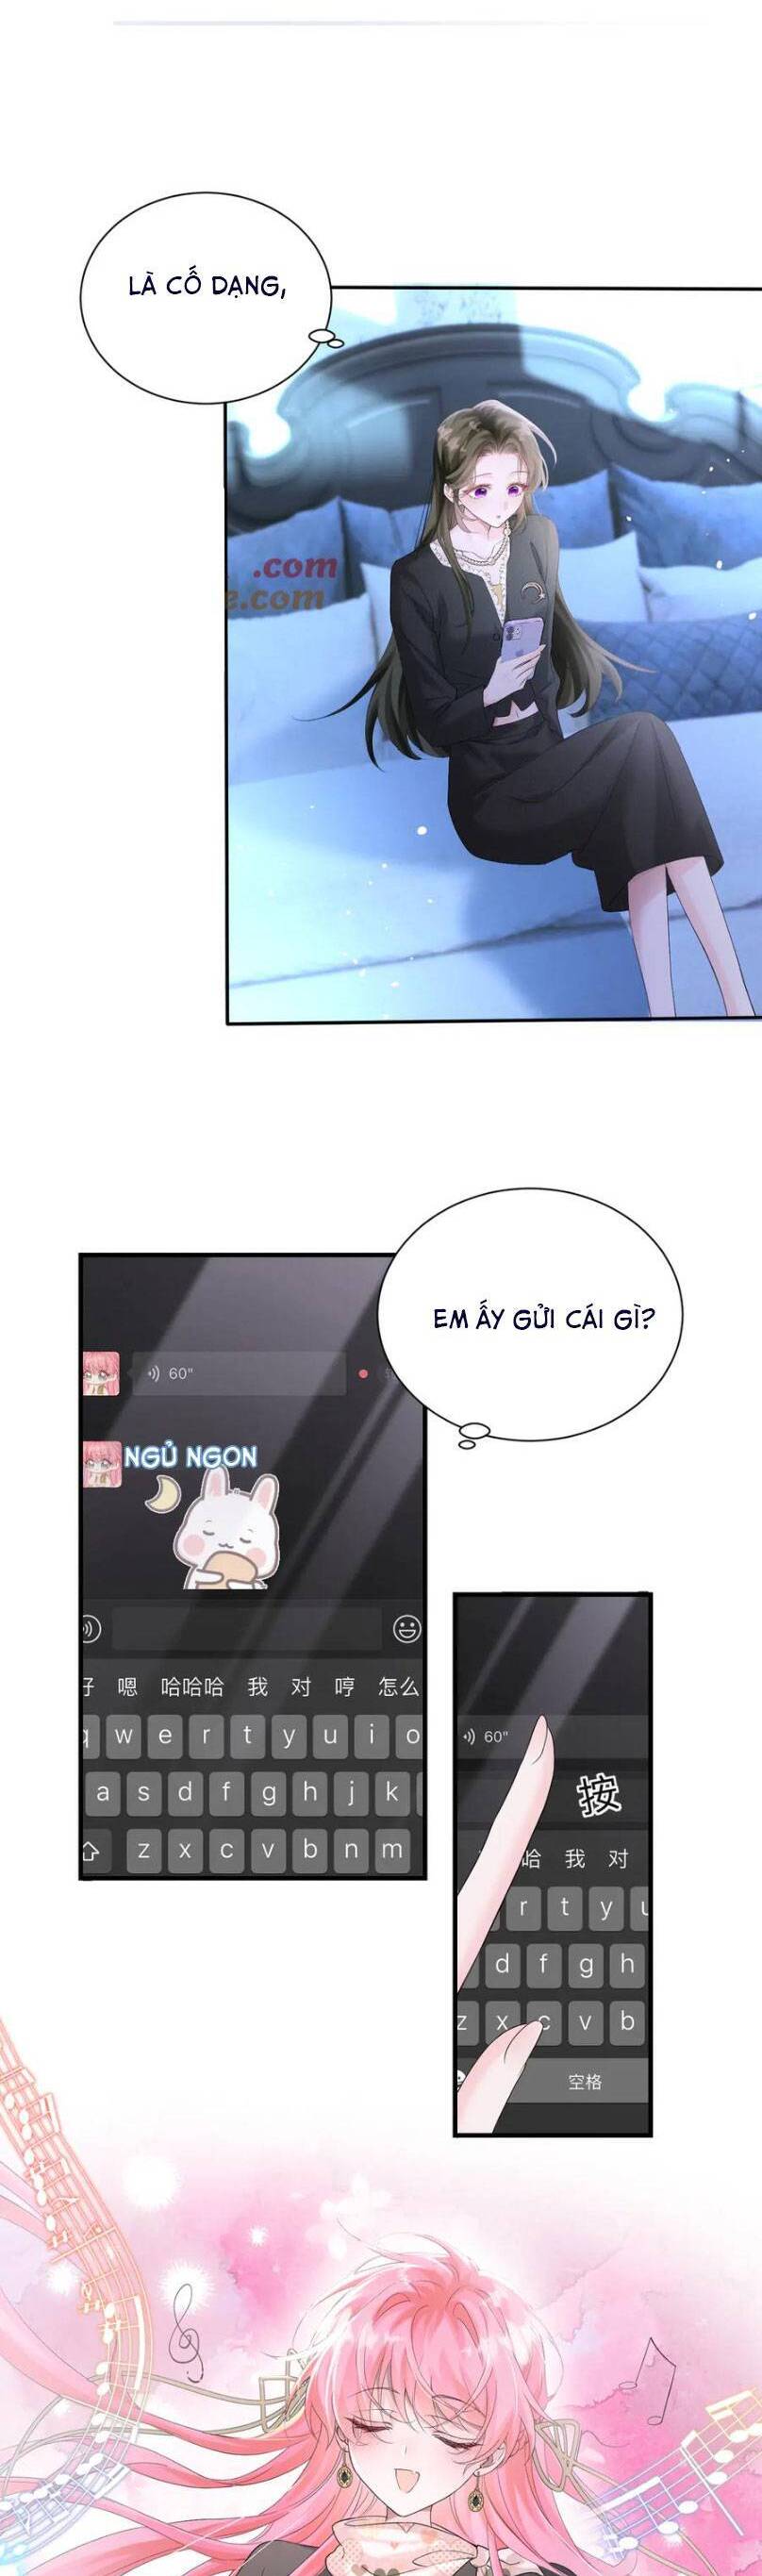 LÀ CỐ DẠNG,
.com
e.com
EM ẤY GỬI CÁI GÌ?
60"
NGỦ NGON
好 嗯 哈哈哈 我 对 哼 怎么
q w e r t y u i o
a s d f g h j k
z x c v b n m
60"
按
哈 我 对
r t y u
d f g h
z x c v b
空格